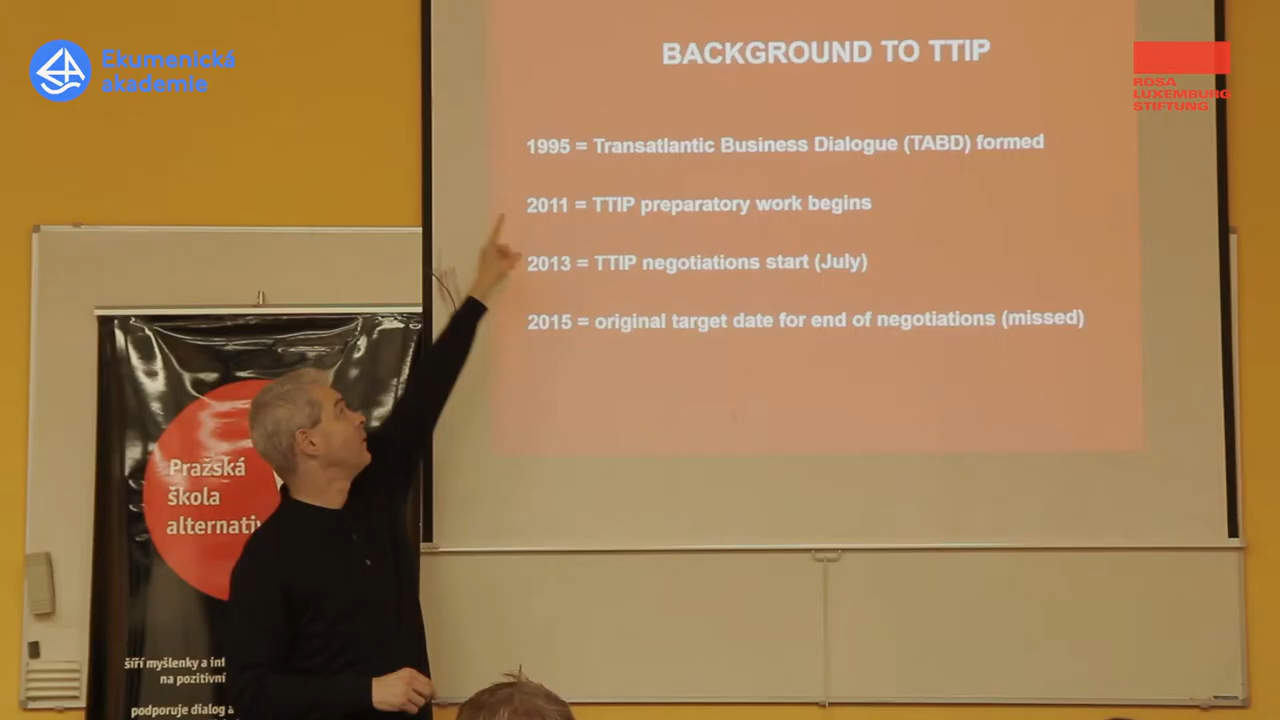 Ekumenická
akademie
BACKGROUND TO TTIP
ROSA
LUXEMBURG
STIFTUNG
1995 = Transatlantic Business Dialogue (TABD) formed
2011 = TTIP preparatory work begins
2013 = TTIP negotiations start (July)
2015 = original target date for end of negotiations (missed)
Pražská
škola
alternativ
šíří myšlenky a inf
na pozitivní
podporuje dialog a